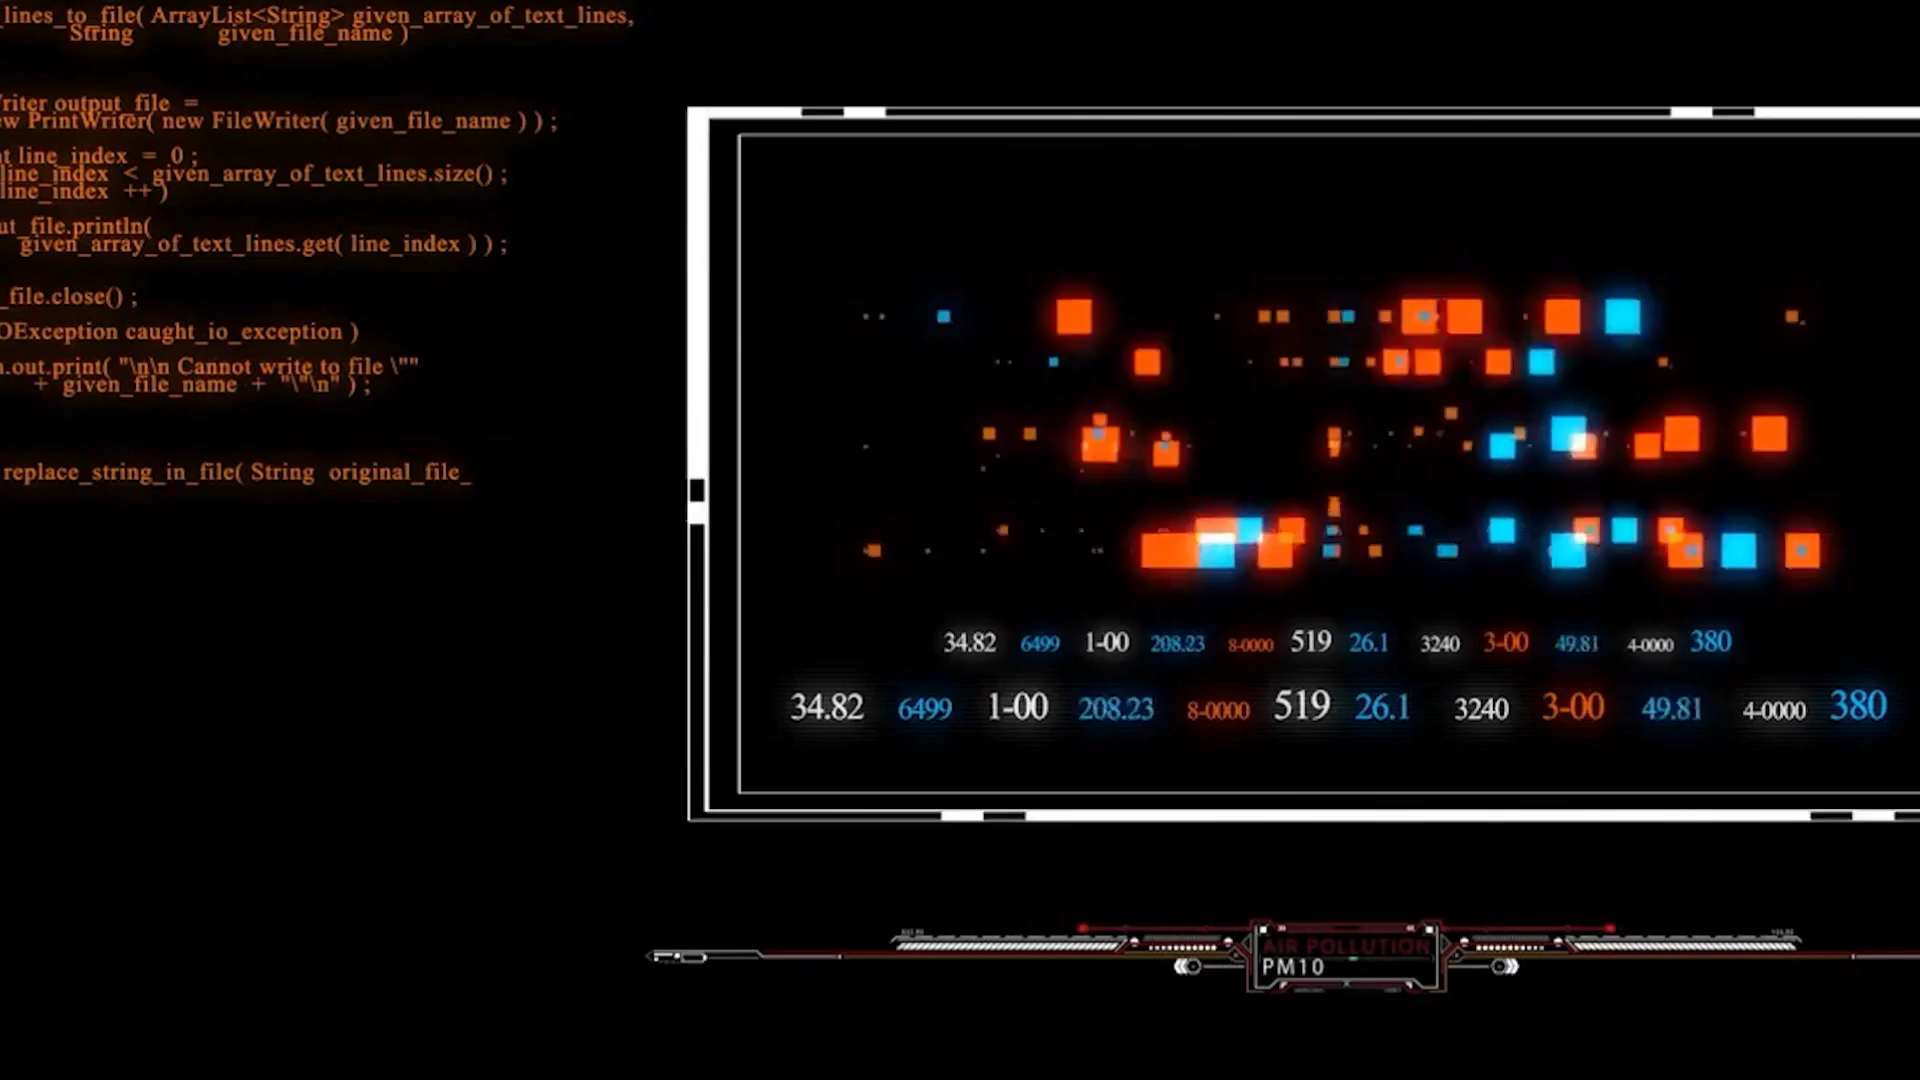 _lines_to_file( ArrayList<String> given_array_of_text_lines,
String given_file_name )
riter output_file =
w PrintWriter( new FileWriter( given_file_name ) ) ;
t line_index = 0 ;
line_index < given_array_of_text_lines.size() ;
line_index ++ )
ut_file.println(
given_array_of_text_lines.get( line_index ) ) ;
_file.close() ;
OException caught_io_exception )
.out.print( "\n\n Cannot write to file \""
+ given_file_name + "\"\n" ) ;
replace_string_in_file( String original_file_
34.82 6499 1-00 208.23 8-0000 519 26.1 3240 3-00 49.81 4-0000 380
34.82 6499 1-00 208.23 8-0000 519 26.1 3240 3-00 49.81 4-0000 380
AIR POLLUTION
PM10